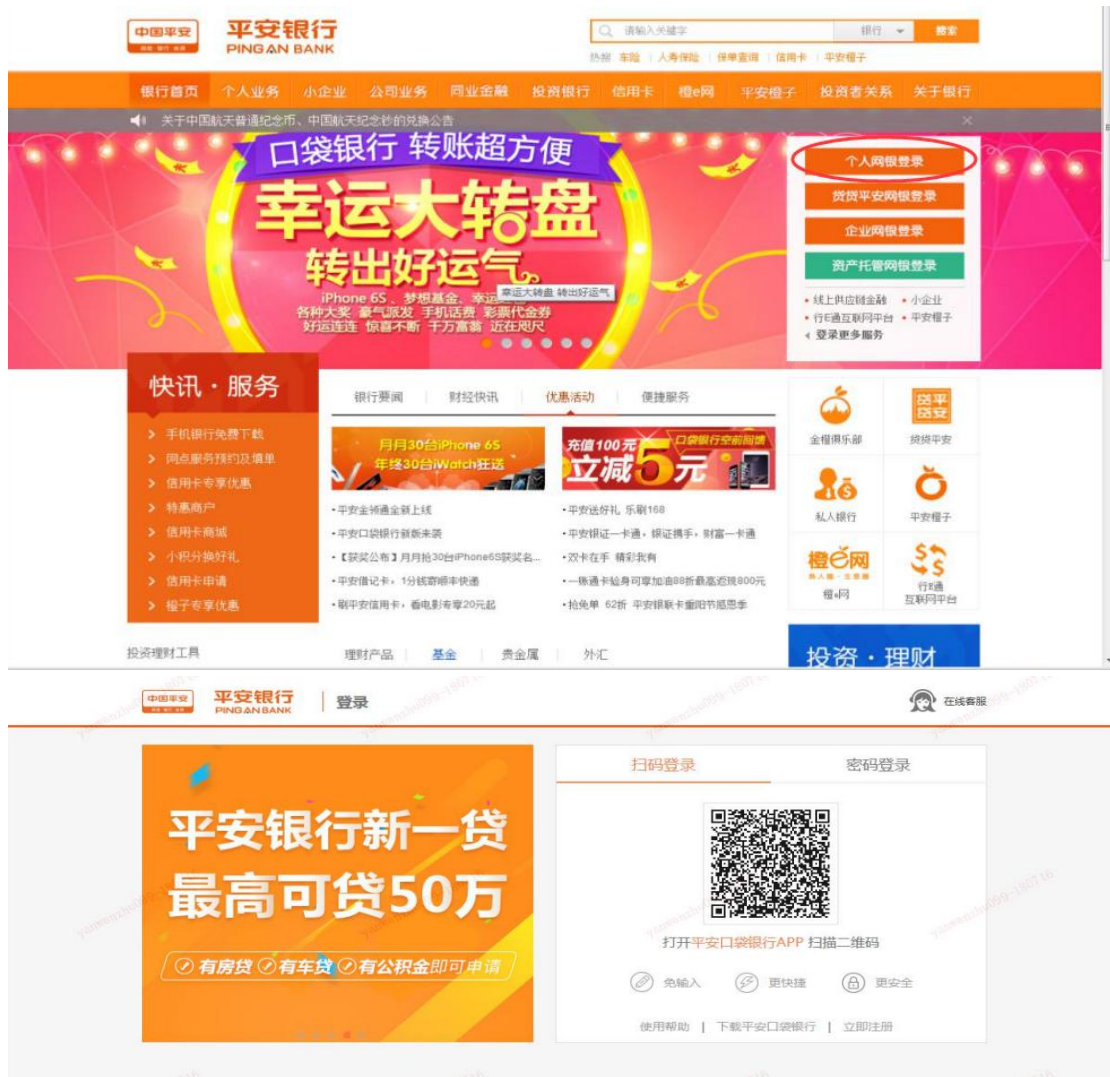 中国平安
保险·银行·投资
平安银行
PING AN BANK
请输入关键字
银行
搜索
热搜 车险 | 人寿保险 | 保单查询 | 信用卡 | 平安橙子
银行首页 个人业务 小企业 公司业务 同业金融 投资银行 信用卡 橙e网 平安橙子 投资者关系 关于银行
关于中国航天普通纪念币、中国航天纪念钞的兑换公告
口袋银行 转账超方便
幸运大转盘
转出好运气。
iPhone 6S、梦想基金、幸运
幸运大转盘 转出好运气
各种大奖 豪气派发 手机话费 彩票代金券
好运连连 惊喜不断 千万富翁 近在咫尺
个人网银登录
贷贷平安网银登录
企业网银登录
资产托管网银登录
线上供应链金融 小企业
行E通互联网平台 平安橙子
登录更多服务
快讯·服务
手机银行免费下载
网点服务预约及填单
信用卡专享优惠
特惠商户
信用卡商城
小积分换好礼
信用卡申请
橙子专享优惠
银行要闻 | 财经快讯 | 优惠活动 | 便捷服务
月月30台iPhone 6S
年终30台iWatch狂送
充值100元
立减5元
口袋银行空前回馈
·平安金领通全新上线
·平安口袋银行新版来袭
·【获奖公布】月月抢30台iPhone6S获奖名...
·平安借记卡,1分钱寄顺丰快递
·刷平安信用卡,看电影专享20元起
·平安送好礼 乐刷168
·平安银证一卡通,银证携手,财富一卡通
·双卡在手 精彩我有
·一账通卡验身可享加油88折最高返现800元
·抢免单 62折 平安银联卡重阳节感恩季
金橙俱乐部
贷平
贷安
贷贷平安
私人银行
平安橙子
橙e网
橙e网
行E通
互联网平台
投资理财工具
理财产品 | 基金 | 贵金属 | 外汇
投资·理财
中国平安
平安银行
PING AN BANK
登录
在线客服
平安银行新一贷
最高可贷50万
有房贷 有车贷 有公积金即可申请
扫码登录 密码登录
打开平安口袋银行APP 扫描二维码
免输入 更快捷 更安全
使用帮助 | 下载平安口袋银行 | 立即注册